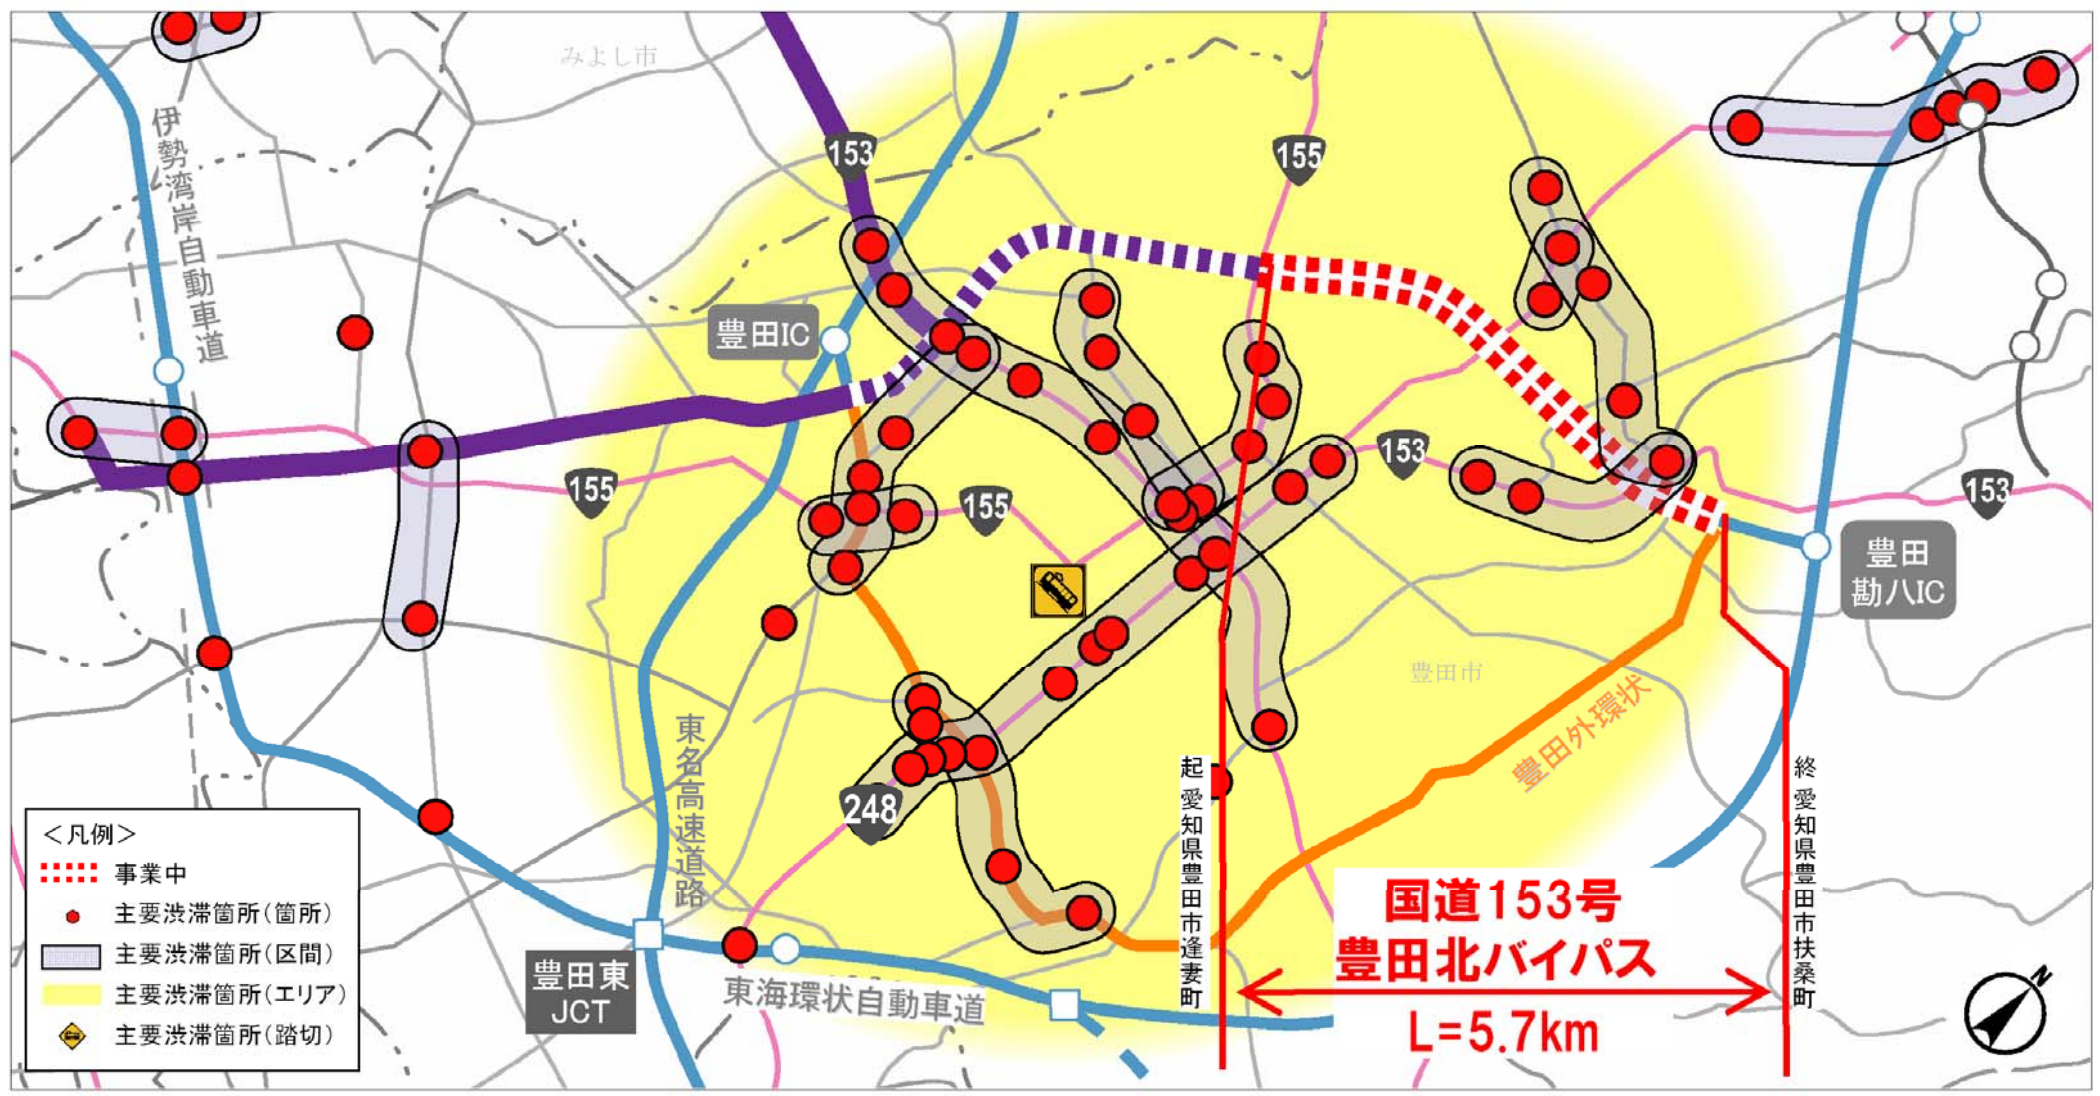 みよし市
伊勢湾岸自動車道
153
155
豊田IC
155
155
153
153
豊田
勘八IC
豊田市
豊田外環状
248
東名高速道路
起 愛知県豊田市逢妻町
終 愛知県豊田市扶桑町
＜凡例＞
事業中
主要渋滞箇所(箇所)
主要渋滞箇所(区間)
主要渋滞箇所(エリア)
主要渋滞箇所(踏切)
豊田東
JCT
東海環状自動車道
国道153号
豊田北バイパス
L=5.7km
N